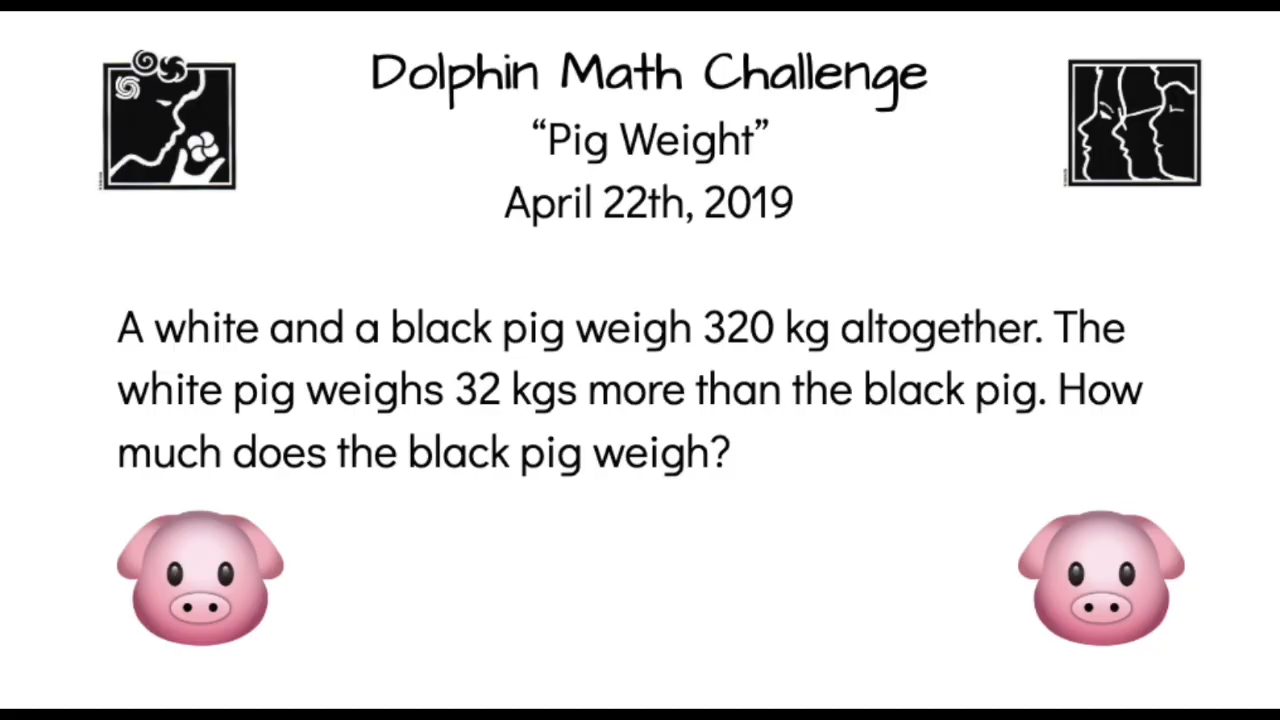 Dolphin Math Challenge
“Pig Weight”
April 22th, 2019
A white and a black pig weigh 320 kg altogether. The
white pig weighs 32 kgs more than the black pig. How
much does the black pig weigh?